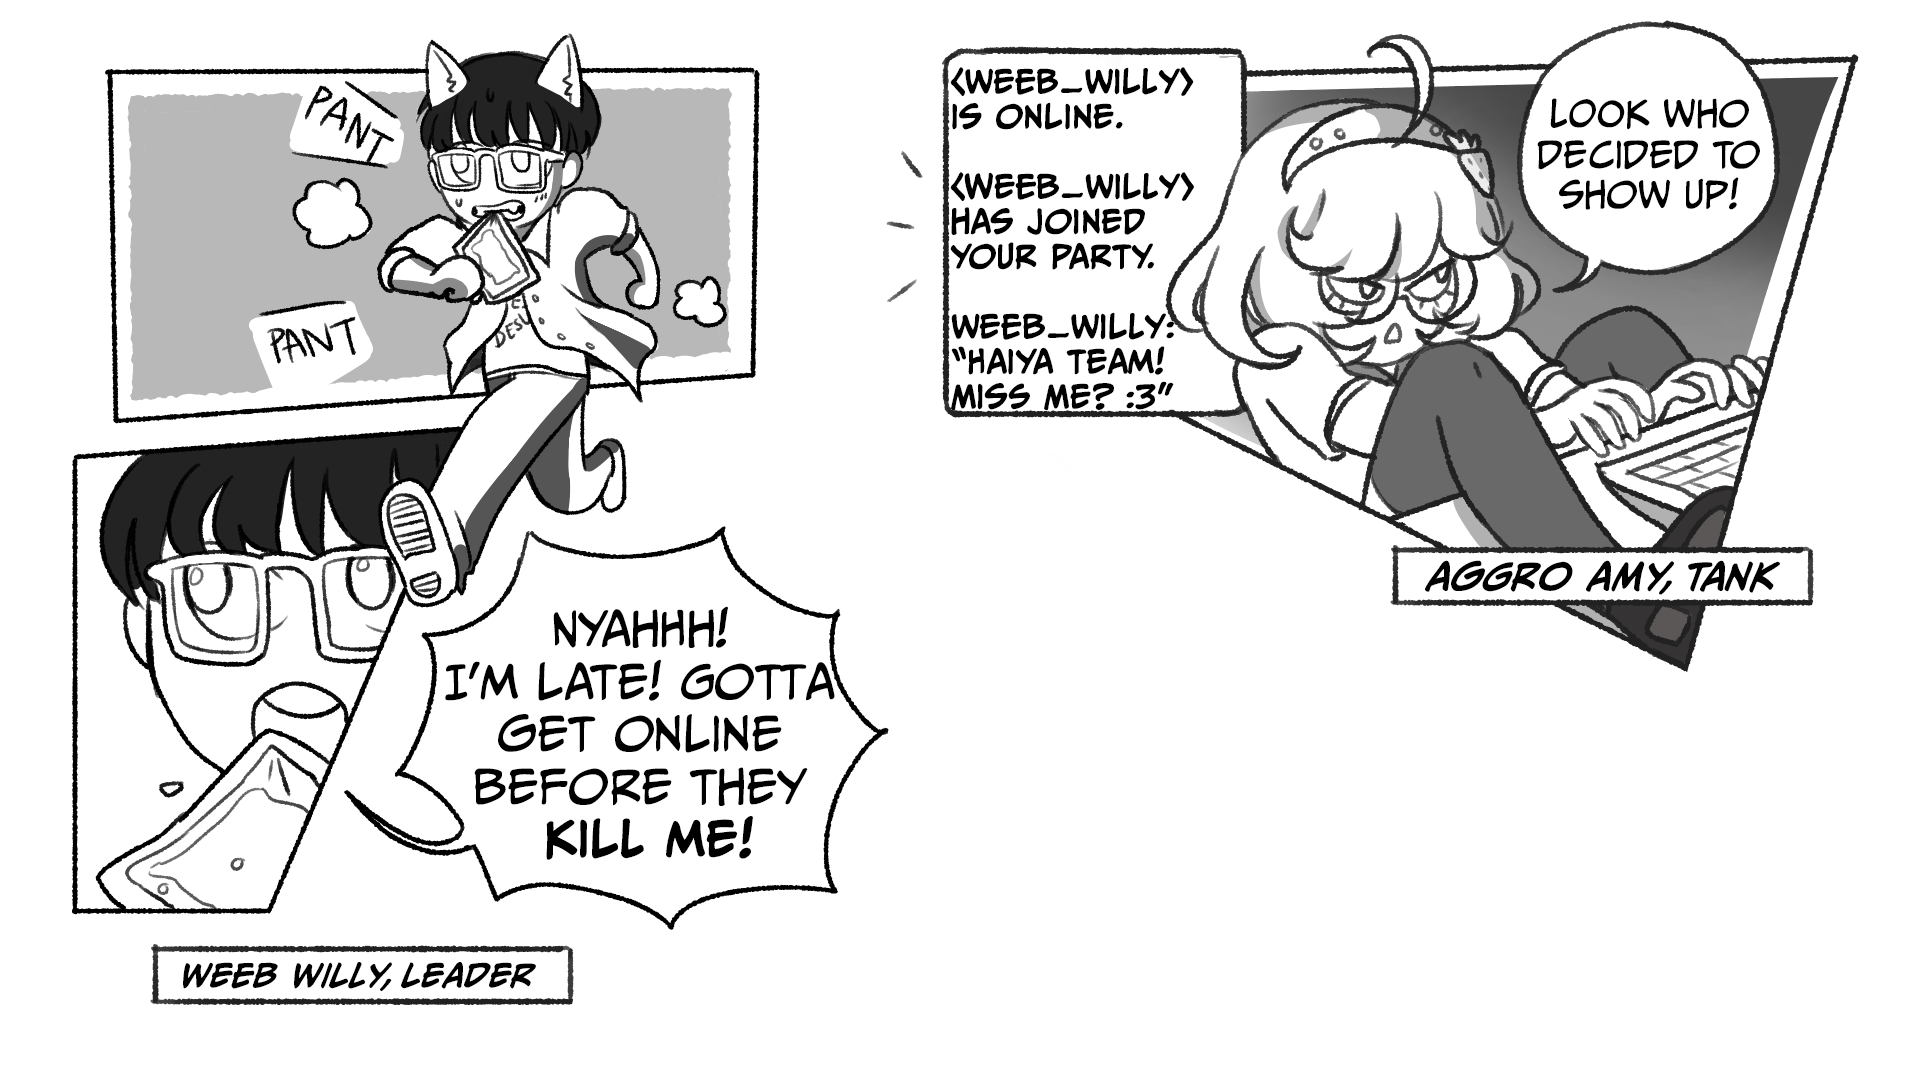 PANT
PANT
DESU
NYAHHH!
I'M LATE! GOTTA
GET ONLINE
BEFORE THEY
KILL ME!
WEEB WILLY, LEADER
<WEEB_WILLY>
IS ONLINE.
<WEEB_WILLY>
HAS JOINED
YOUR PARTY.
WEEB_WILLY:
"HAIYA TEAM!
MISS ME? :3"
LOOK WHO
DECIDED TO
SHOW UP!
AGGRO AMY, TANK